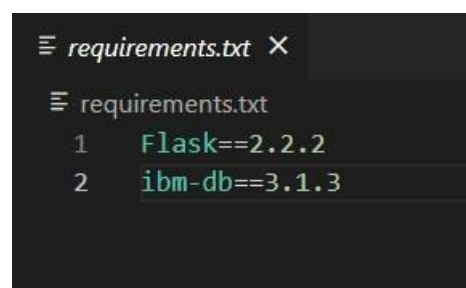 requirements.txt
requirements.txt
1 Flask==2.2.2
2 ibm-db==3.1.3